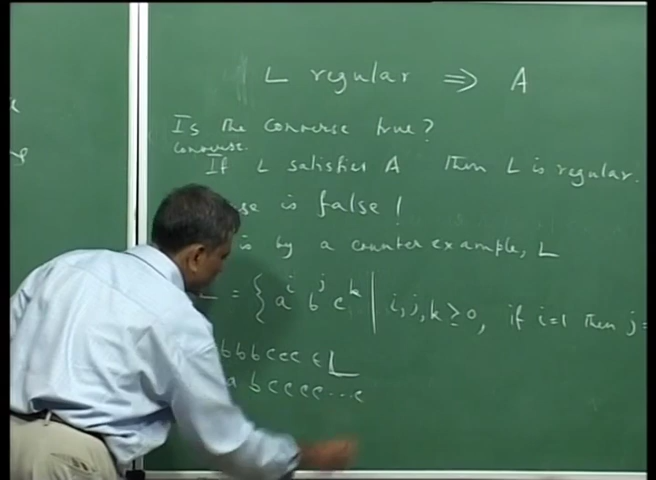 L regular ⇒ A
Is the converse true?
converse.
If L satisfies A then L is regular.
se is false!
is by a counter example, L
L = { a^i b^j c^k | i, j, k ≥ 0, if i=1 then j=
bbbccc ∈ L
a bcccc...c